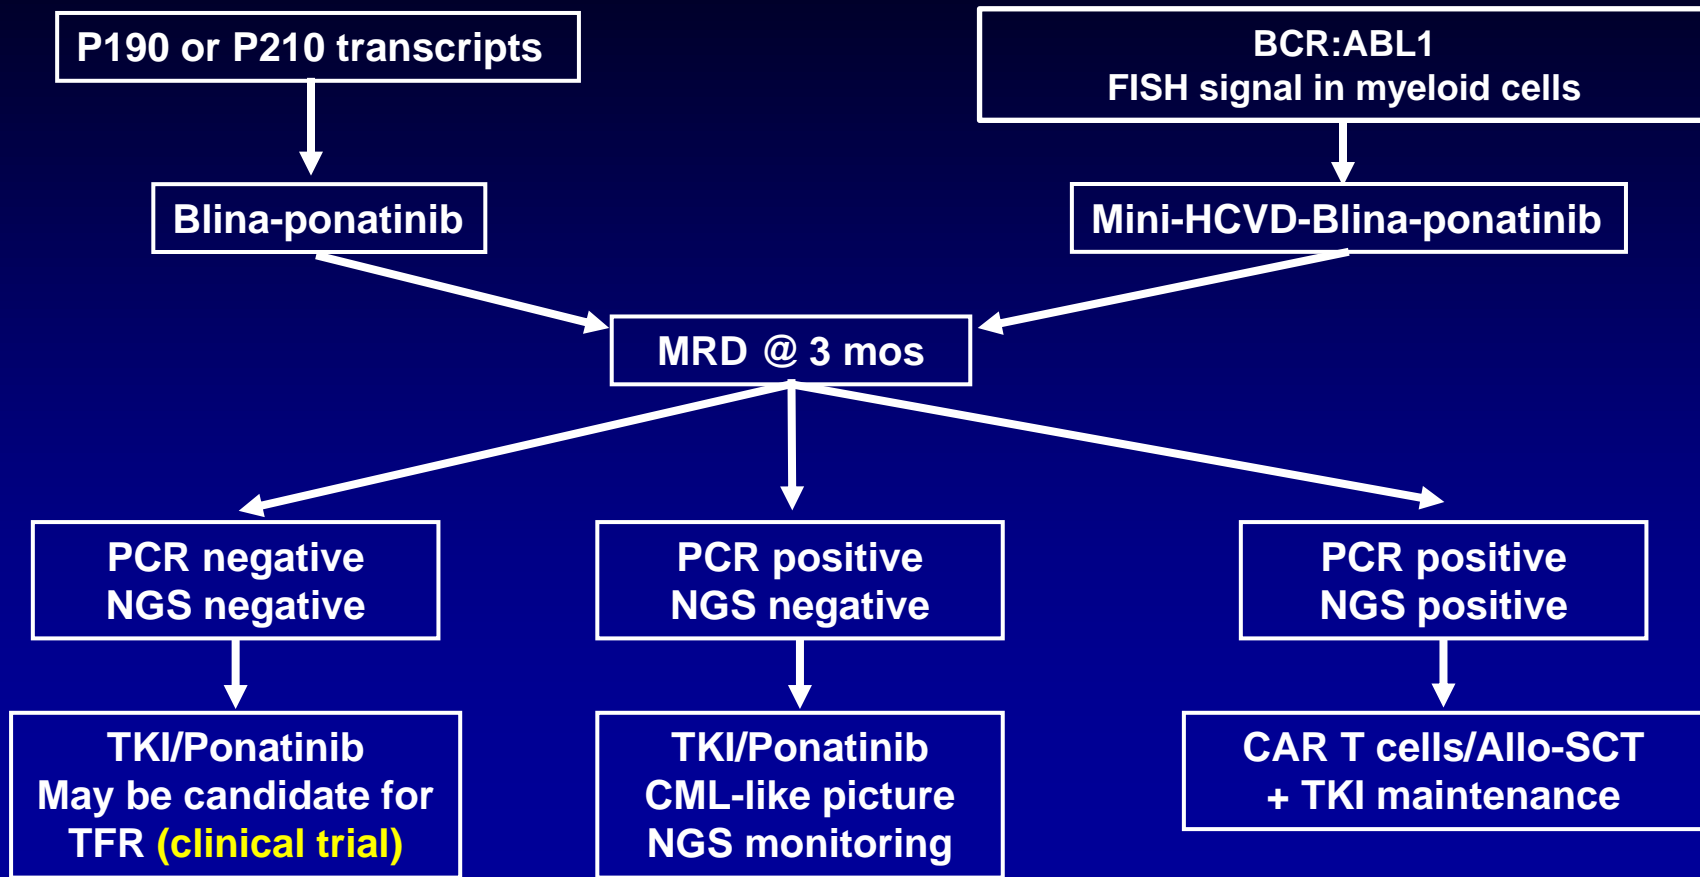 P190 or P210 transcripts
BCR:ABL1
FISH signal in myeloid cells
Blina-ponatinib
Mini-HCVD-Blina-ponatinib
MRD @ 3 mos
PCR negative
NGS negative
PCR positive
NGS negative
PCR positive
NGS positive
TKI/Ponatinib
May be candidate for
TFR (clinical trial)
TKI/Ponatinib
CML-like picture
NGS monitoring
CAR T cells/Allo-SCT
+ TKI maintenance